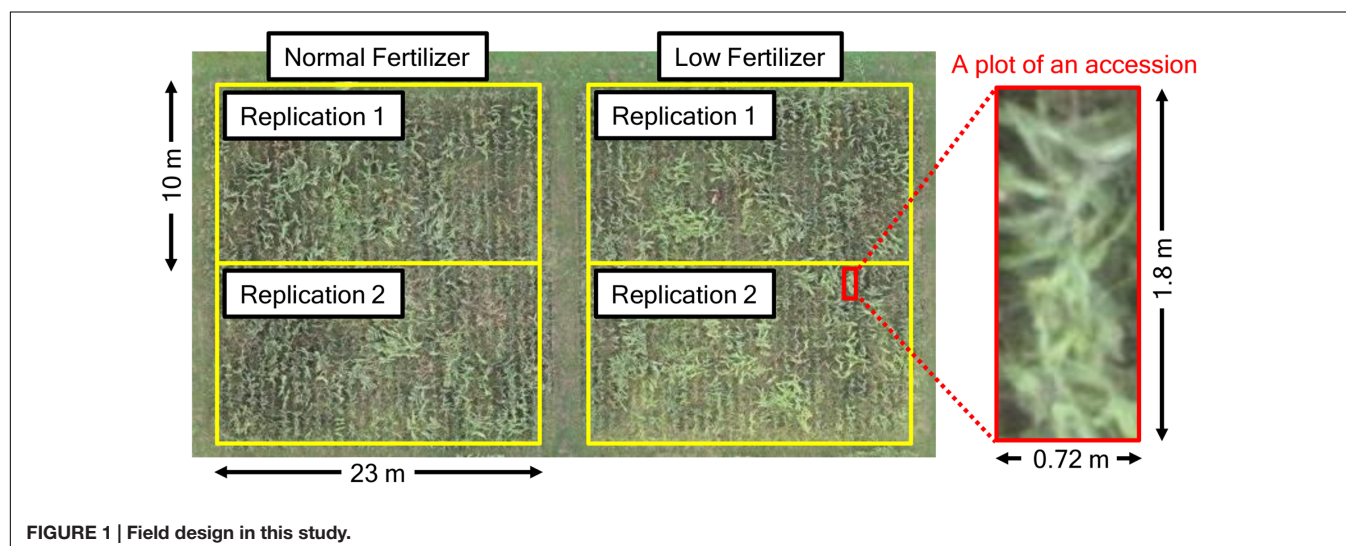 Normal Fertilizer
Low Fertilizer
A plot of an accession
Replication 1
Replication 1
10 m
Replication 2
Replication 2
1.8 m
23 m
0.72 m
FIGURE 1 | Field design in this study.